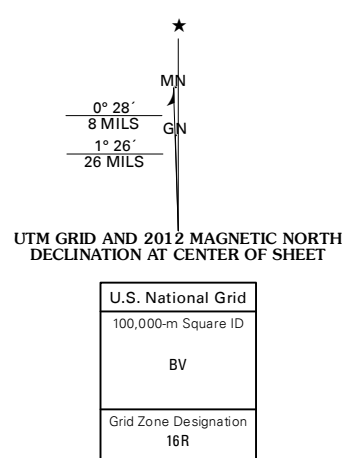 ★
MN
0° 28´
8 MILS
GN
1° 26´
26 MILS
UTM GRID AND 2012 MAGNETIC NORTH
DECLINATION AT CENTER OF SHEET
U.S. National Grid
100,000-m Square ID
BV
Grid Zone Designation
16R